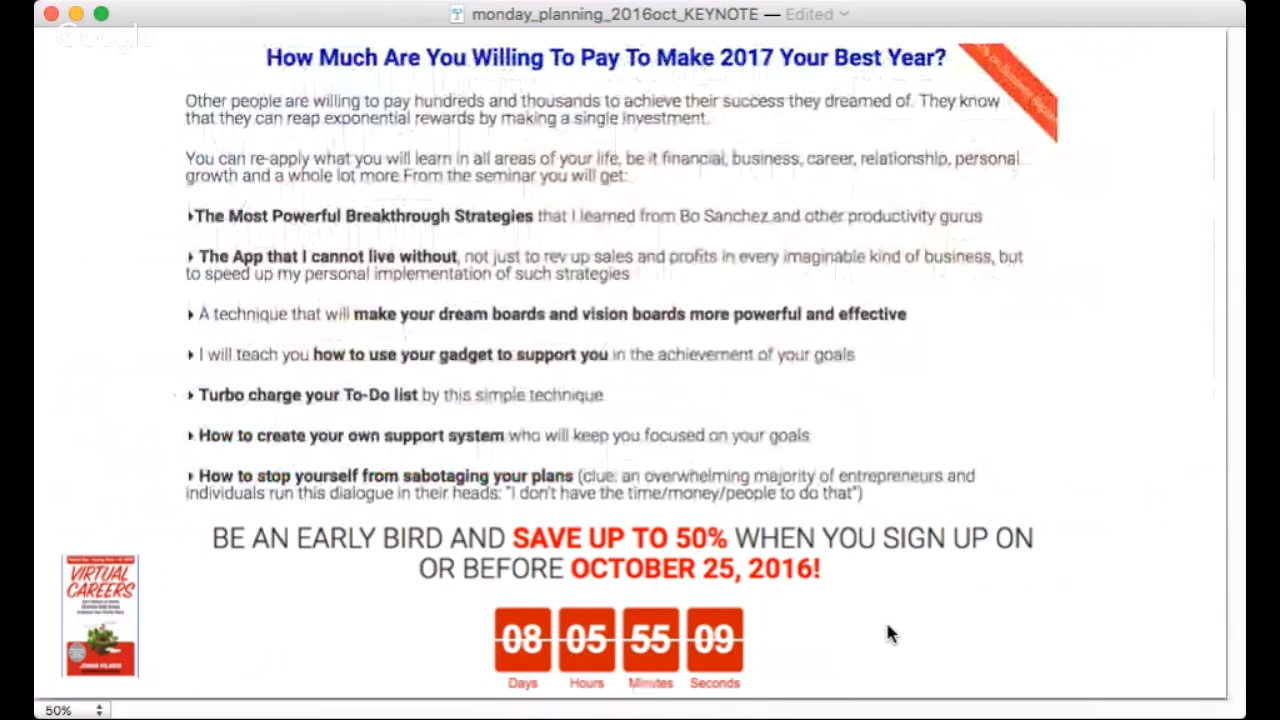 monday_planning_2016oct_KEYNOTE — Edited
Google
How Much Are You Willing To Pay To Make 2017 Your Best Year?
Other people are willing to pay hundreds and thousands to achieve their success they dreamed of. They know
that they can reap exponential rewards by making a single investment.
You can re-apply what you will learn in all areas of your life, be it financial, business, career, relationship, personal
growth and a whole lot more.From the seminar you will get:
The Most Powerful Breakthrough Strategies that I learned from Bo Sanchez and other productivity gurus
The App that I cannot live without, not just to rev up sales and profits in every imaginable kind of business, but
to speed up my personal implementation of such strategies
A technique that will make your dream boards and vision boards more powerful and effective
I will teach you how to use your gadget to support you in the achievement of your goals
Turbo charge your To-Do list by this simple technique
How to create your own support system who will keep you focused on your goals
How to stop yourself from sabotaging your plans (clue: an overwhelming majority of entrepreneurs and
individuals run this dialogue in their heads: "I don't have the time/money/people to do that")
BE AN EARLY BIRD AND SAVE UP TO 50% WHEN YOU SIGN UP ON
OR BEFORE OCTOBER 25, 2016!
VIRTUAL
CAREERS
JOMAR HILARIO
08 05 55 09
Days Hours Minutes Seconds
50%